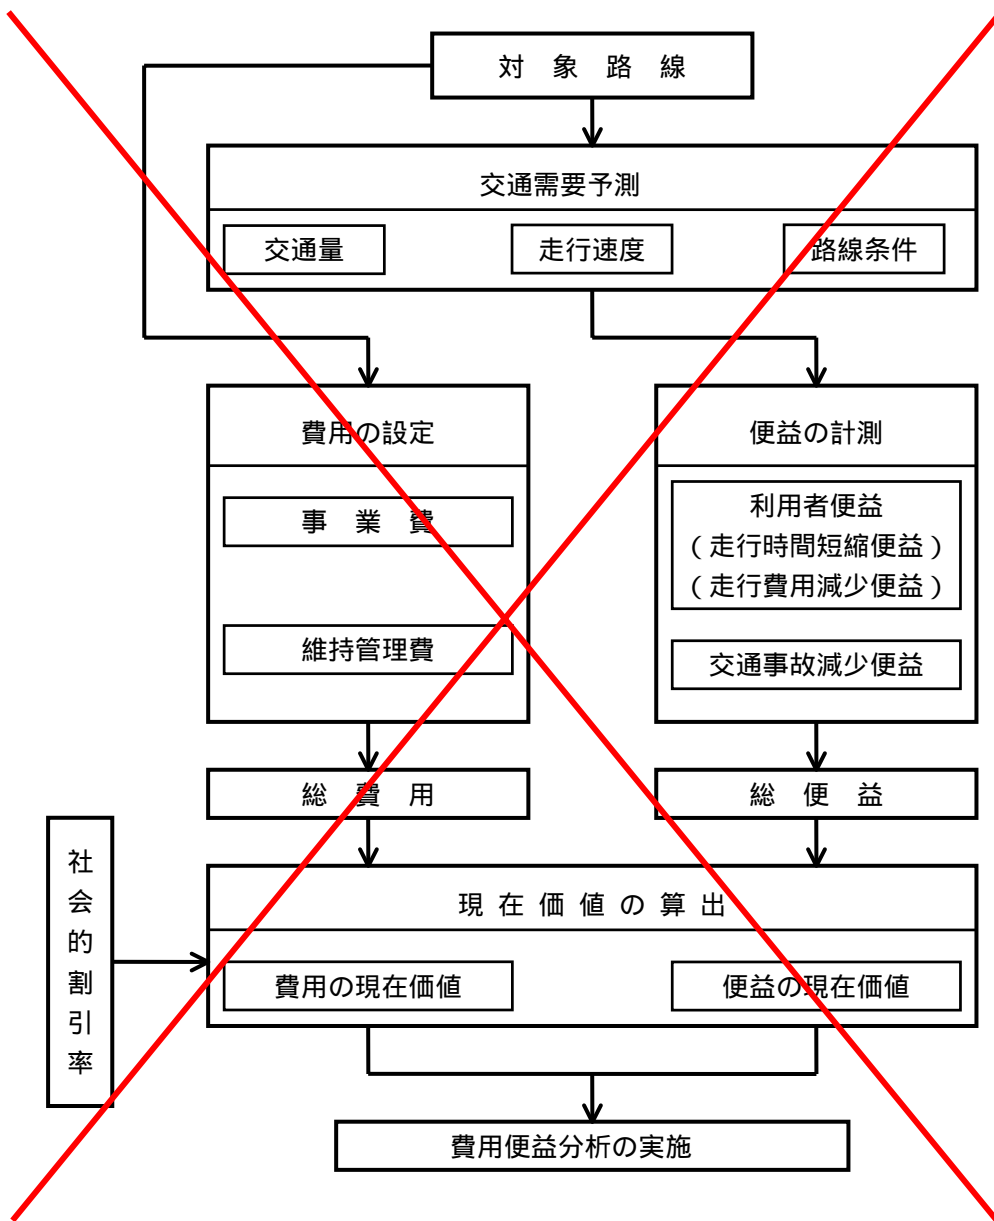 対 象 路 線
交通需要予測
交通量
走行速度
路線条件
費用の設定
事 業 費
維持管理費
便益の計測
利用者便益
(走行時間短縮便益)
(走行費用減少便益)
交通事故減少便益
総 費 用
総 便 益
社会的割引率
現 在 価 値 の 算 出
費用の現在価値
便益の現在価値
費用便益分析の実施